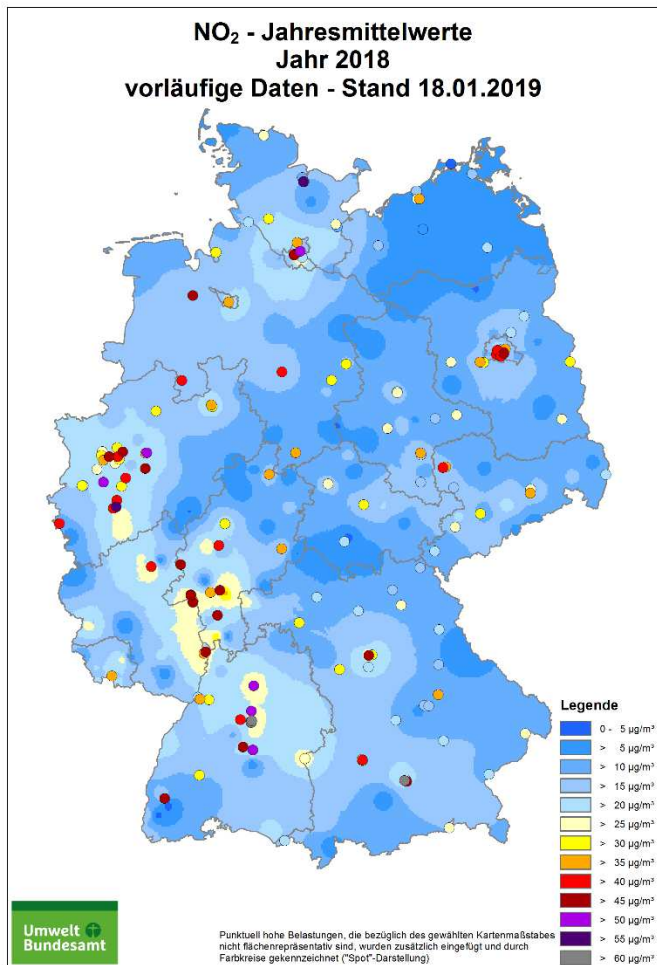 NO₂ - Jahresmittelwerte
Jahr 2018
vorläufige Daten - Stand 18.01.2019
Legende
0 - 5 µg/m³
> 5 µg/m³
> 10 µg/m³
> 15 µg/m³
> 20 µg/m³
> 25 µg/m³
> 30 µg/m³
> 35 µg/m³
> 40 µg/m³
> 45 µg/m³
> 50 µg/m³
> 55 µg/m³
> 60 µg/m³
Umwelt
Bundesamt
Punktuell hohe Belastungen, die bezüglich des gewählten Kartenmaßstabes
nicht flächenrepräsentativ sind, wurden zusätzlich eingefügt und durch
Farbkreise gekennzeichnet ("Spot"-Darstellung)